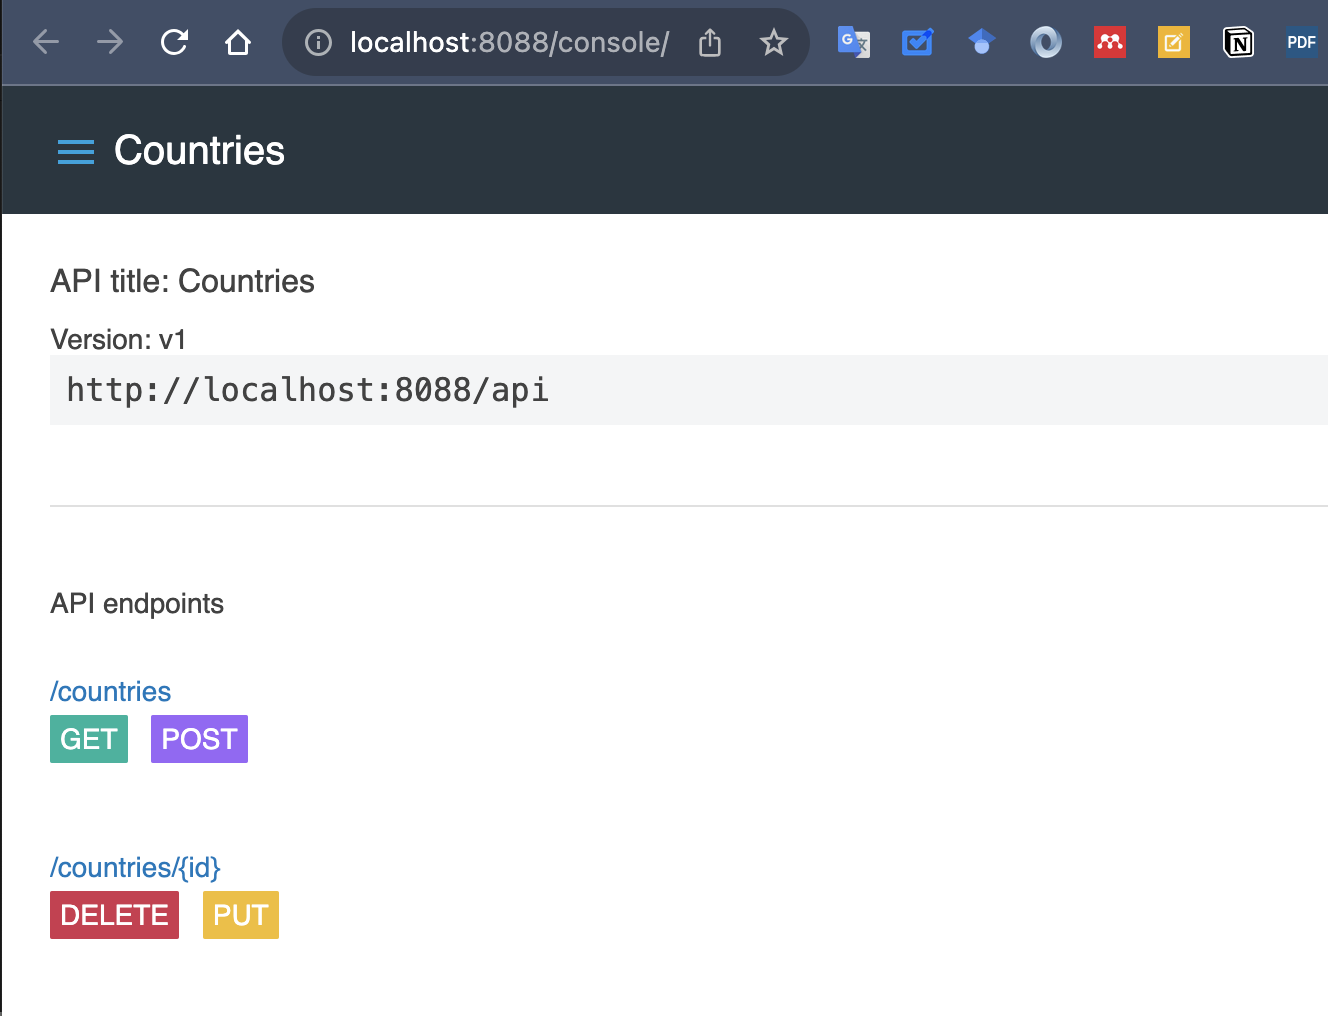 localhost:8088/console/
PDF
Countries
API title: Countries
Version: v1
http://localhost:8088/api
API endpoints
/countries
GET POST
/countries/{id}
DELETE PUT